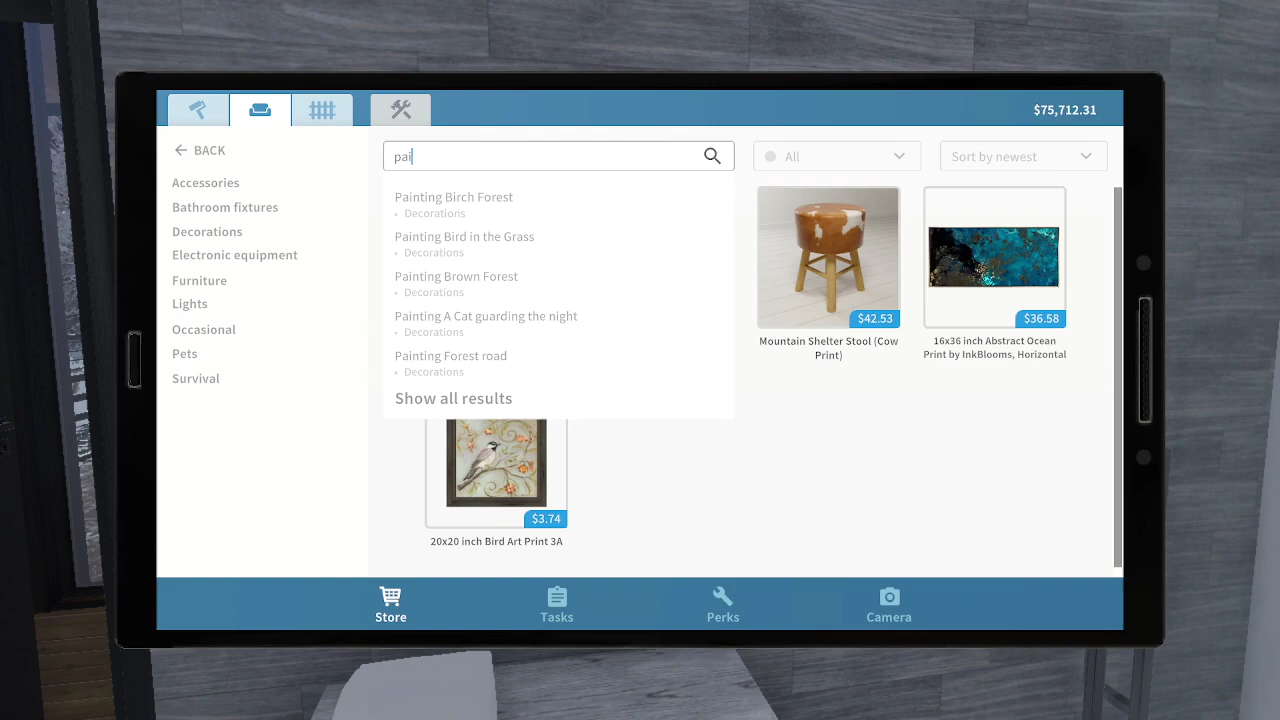 $75,712.31
BACK
Accessories
Bathroom fixtures
Decorations
Electronic equipment
Furniture
Lights
Occasional
Pets
Survival
pai
All
Sort by newest
Painting Birch Forest
Decorations
Painting Bird in the Grass
Decorations
Painting Brown Forest
Decorations
Painting A Cat guarding the night
Decorations
Painting Forest road
Decorations
Show all results
$42.53
Mountain Shelter Stool (Cow
Print)
$36.58
16x36 inch Abstract Ocean
Print by InkBlooms, Horizontal
$3.74
20x20 inch Bird Art Print 3A
Store
Tasks
Perks
Camera